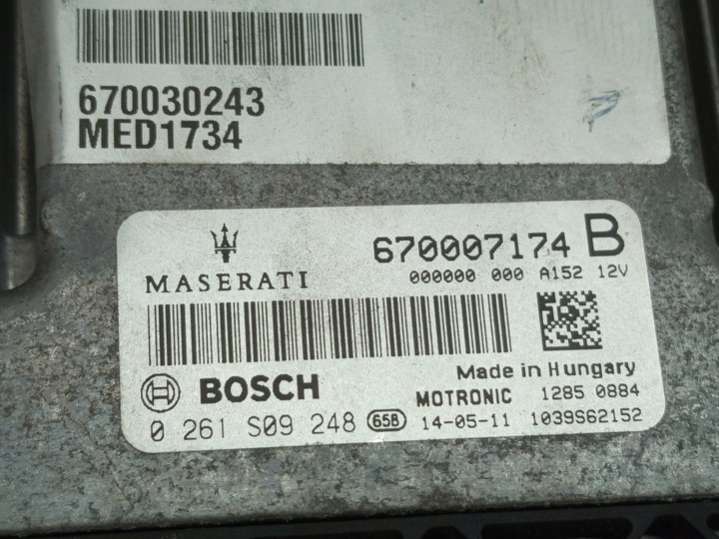 670030243
MED1734
670007174 B
MASERATI
000000 000 A152 12V
Made in Hungary
BOSCH
MOTRONIC 1285 0884
0 261 S09 248 65B 14-05-11 1039S62152